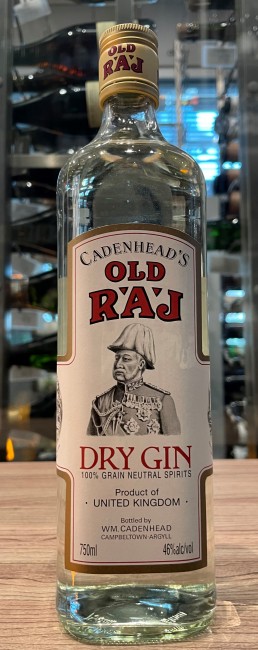 OLD
RAJ
CADENHEAD'S
OLD
RAJ
DRY GIN
100% GRAIN NEUTRAL SPIRITS
Product of
· UNITED KINGDOM ·
Bottled by
WM. CADENHEAD
CAMPBELTOWN·ARGYLL
750ml 46%alc/vol